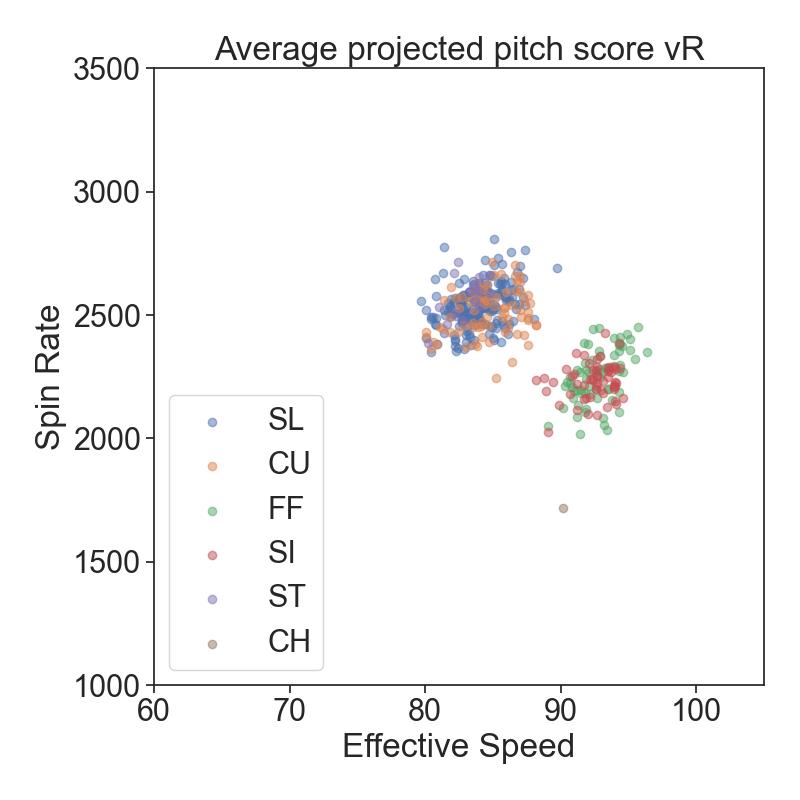 Average projected pitch score vR
3500
3000
2500
2000
1500
1000
Spin Rate
SL
CU
FF
SI
ST
CH
60 70 80 90 100
Effective Speed